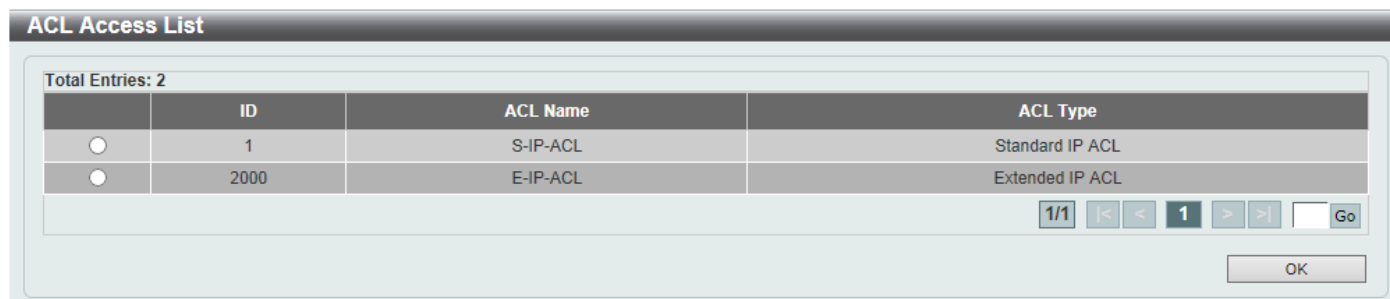 ACL Access List
Total Entries: 2
ID ACL Name ACL Type
1 S-IP-ACL Standard IP ACL
2000 E-IP-ACL Extended IP ACL
1/1 |< < 1 > >| Go
OK